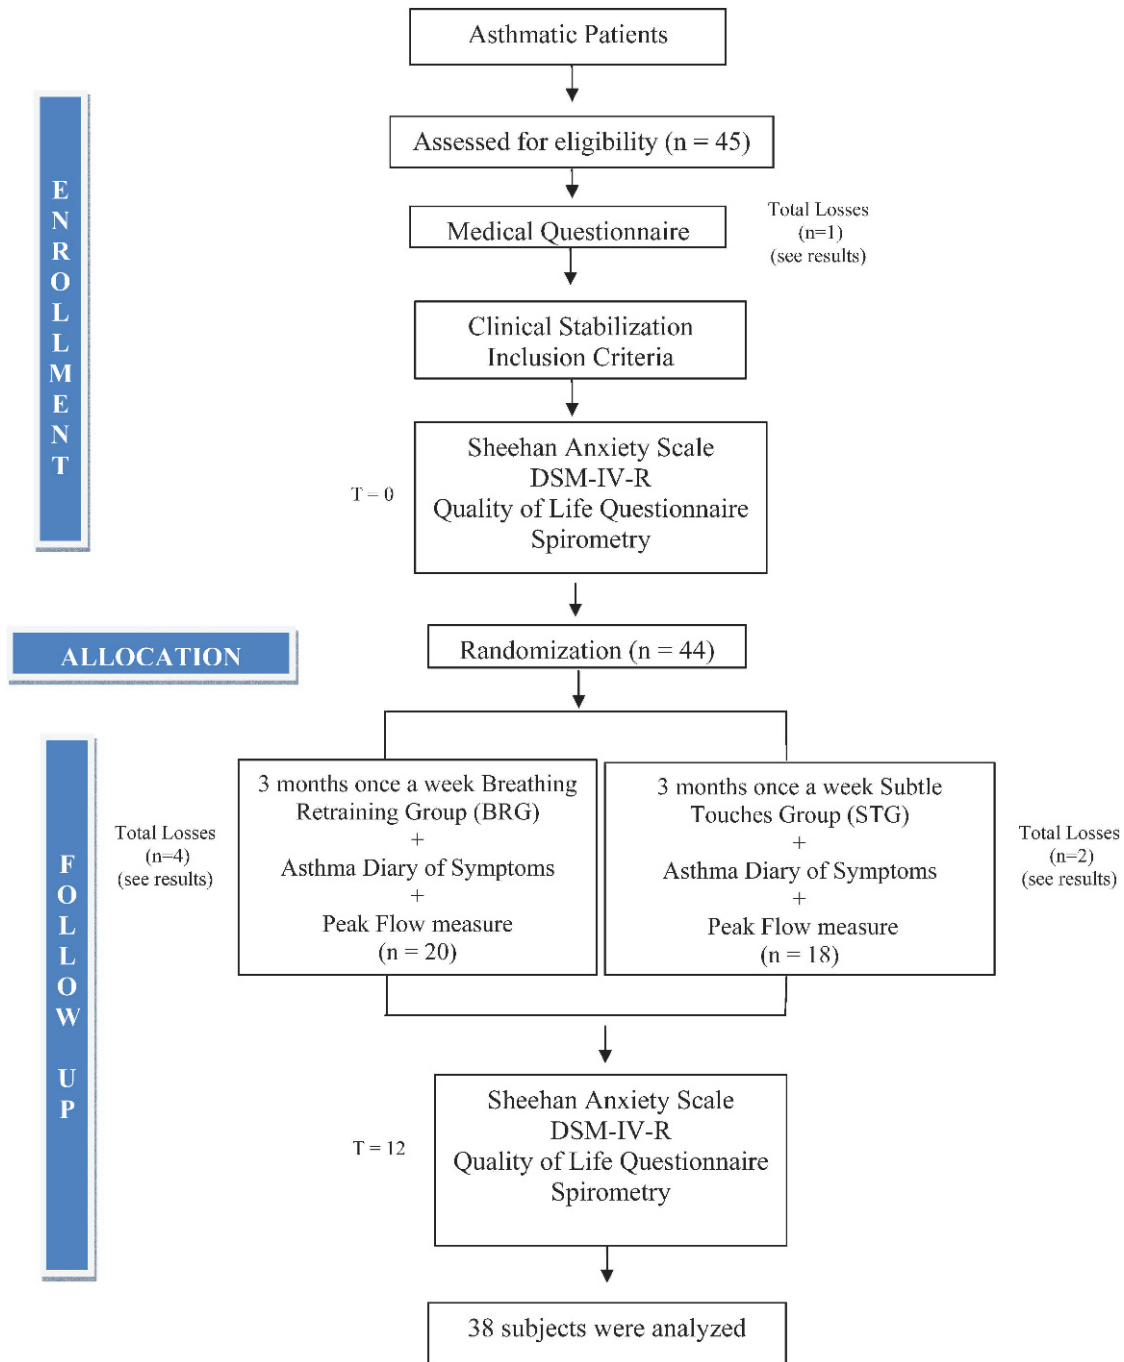 Asthmatic Patients
ENROLLMENT
Assessed for eligibility (n = 45)
Medical Questionnaire
Total Losses
(n=1)
(see results)
Clinical Stabilization
Inclusion Criteria
T = 0
Sheehan Anxiety Scale
DSM-IV-R
Quality of Life Questionnaire
Spirometry
ALLOCATION
Randomization (n = 44)
FOLLOW UP
Total Losses
(n=4)
(see results)
3 months once a week Breathing
Retraining Group (BRG)
+
Asthma Diary of Symptoms
+
Peak Flow measure
(n = 20)
3 months once a week Subtle
Touches Group (STG)
+
Asthma Diary of Symptoms
+
Peak Flow measure
(n = 18)
Total Losses
(n=2)
(see results)
T = 12
Sheehan Anxiety Scale
DSM-IV-R
Quality of Life Questionnaire
Spirometry
38 subjects were analyzed